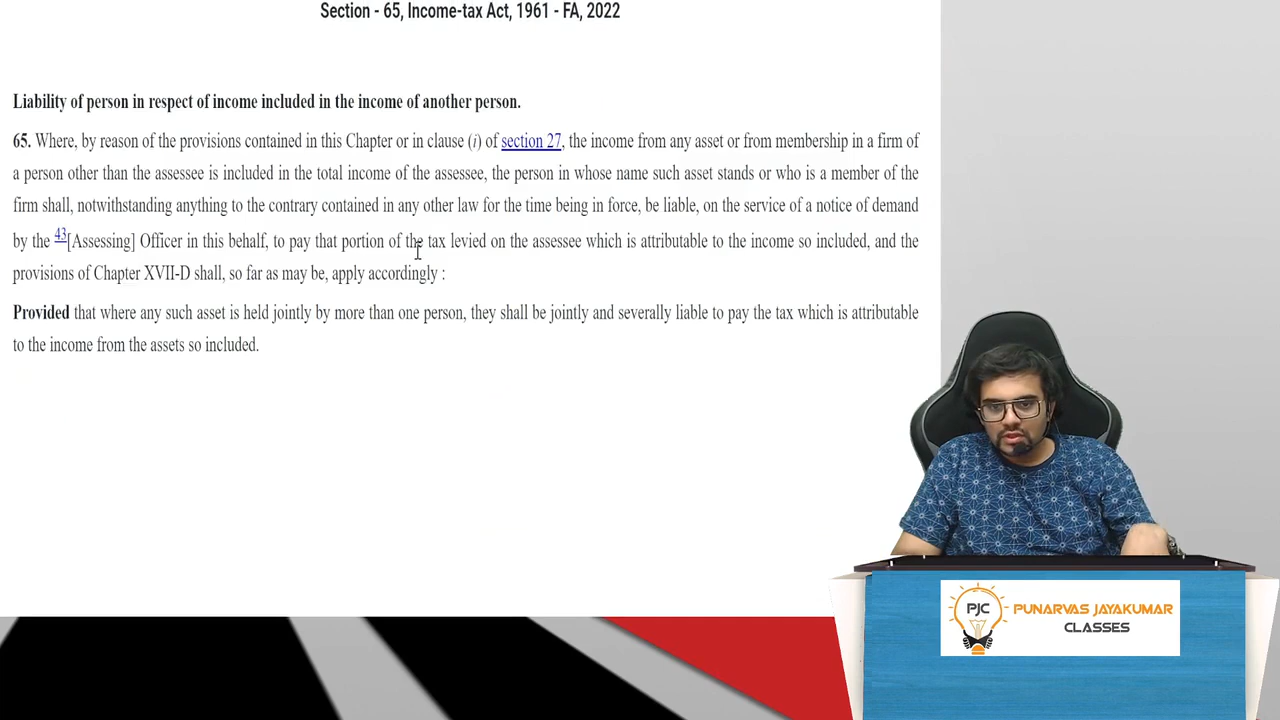 Section - 65, Income-tax Act, 1961 - FA, 2022
Liability of person in respect of income included in the income of another person.
65. Where, by reason of the provisions contained in this Chapter or in clause (i) of section 27, the income from any asset or from membership in a firm of
a person other than the assessee is included in the total income of the assessee, the person in whose name such asset stands or who is a member of the
firm shall, notwithstanding anything to the contrary contained in any other law for the time being in force, be liable, on the service of a notice of demand
by the 43[Assessing] Officer in this behalf, to pay that portion of the tax levied on the assessee which is attributable to the income so included, and the
provisions of Chapter XVII-D shall, so far as may be, apply accordingly :
Provided that where any such asset is held jointly by more than one person, they shall be jointly and severally liable to pay the tax which is attributable
to the income from the assets so included.
PJC
PUNARVAS JAYAKUMAR
CLASSES